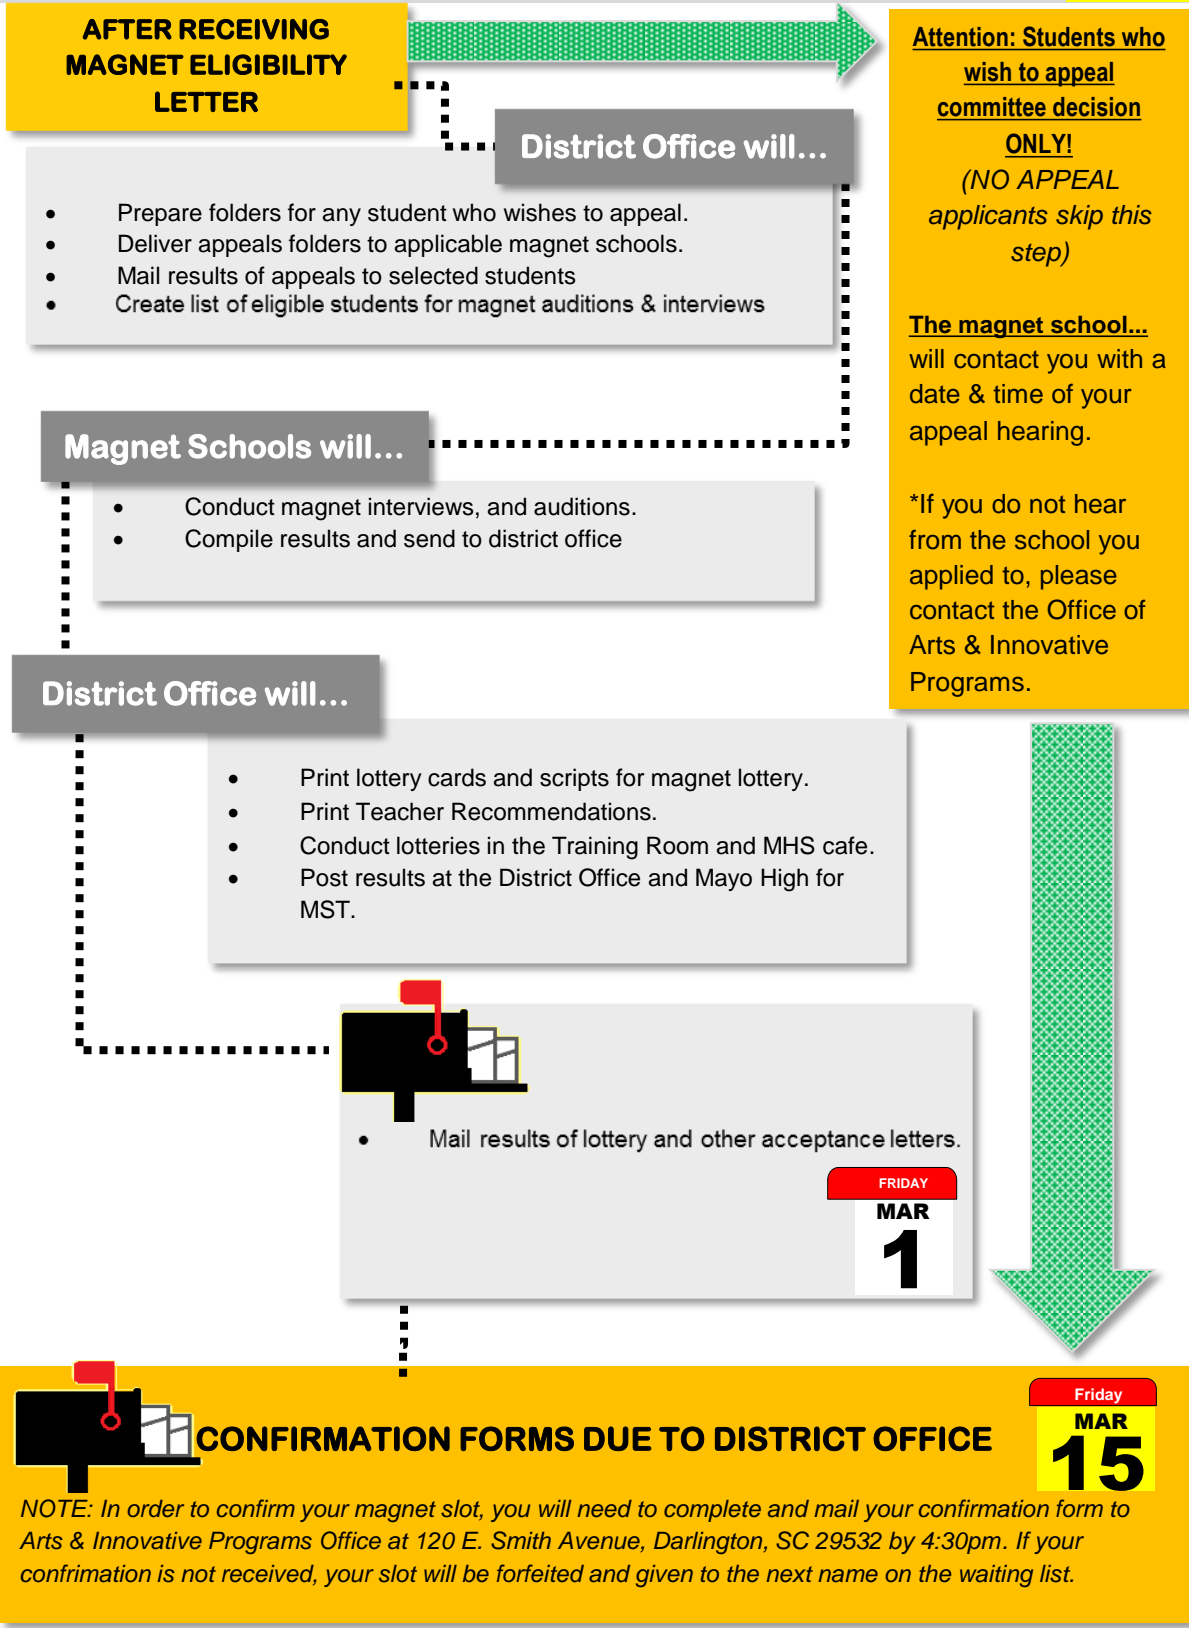 AFTER RECEIVING
MAGNET ELIGIBILITY
LETTER
District Office will...
• Prepare folders for any student who wishes to appeal.
• Deliver appeals folders to applicable magnet schools.
• Mail results of appeals to selected students
• Create list of eligible students for magnet auditions & interviews
Attention: Students who
wish to appeal
committee decision
ONLY!
(NO APPEAL
applicants skip this
step)
The magnet school...
will contact you with a
date & time of your
appeal hearing.
*If you do not hear
from the school you
applied to, please
contact the Office of
Arts & Innovative
Programs.
Magnet Schools will...
• Conduct magnet interviews, and auditions.
• Compile results and send to district office
District Office will...
• Print lottery cards and scripts for magnet lottery.
• Print Teacher Recommendations.
• Conduct lotteries in the Training Room and MHS cafe.
• Post results at the District Office and Mayo High for
MST.
• Mail results of lottery and other acceptance letters.
FRIDAY
MAR
1
CONFIRMATION FORMS DUE TO DISTRICT OFFICE
Friday
MAR
15
NOTE: In order to confirm your magnet slot, you will need to complete and mail your confirmation form to
Arts & Innovative Programs Office at 120 E. Smith Avenue, Darlington, SC 29532 by 4:30pm. If your
confrimation is not received, your slot will be forfeited and given to the next name on the waiting list.